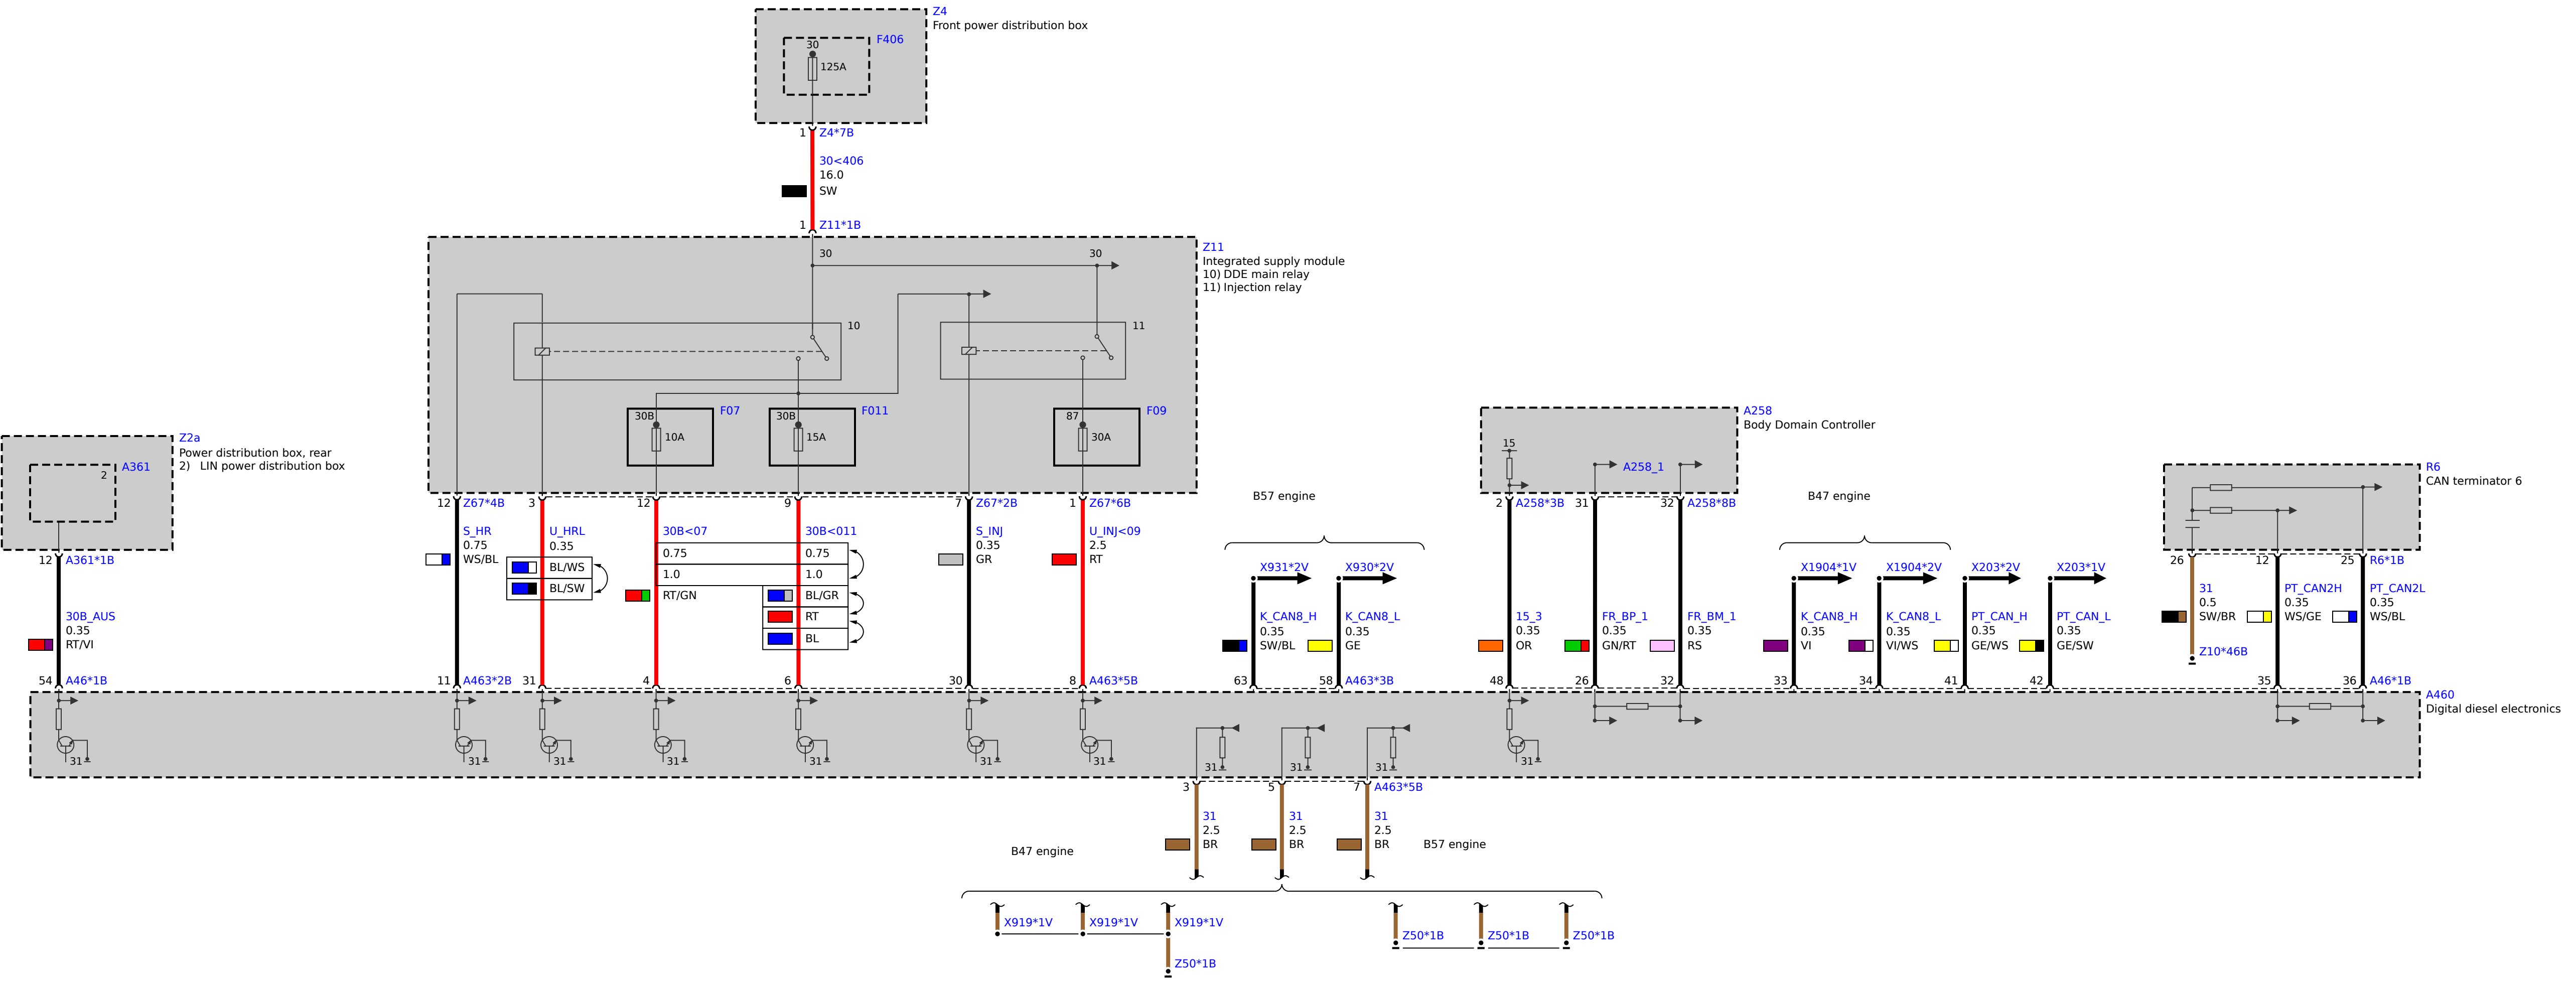 Z4
Front power distribution box
30
F406
125A
1
Z4*7B
30<406
16.0
SW
1
Z11*1B
Z11
Integrated supply module
10) DDE main relay
11) Injection relay
30
30
10
11
30B
F07
10A
30B
F011
15A
87
F09
30A
A258
Body Domain Controller
15
A258_1
Z2a
Power distribution box, rear
2) LIN power distribution box
A361
2
R6
CAN terminator 6
B57 engine
B47 engine
12
Z67*4B
3
12
9
7
Z67*2B
1
Z67*6B
2
A258*3B
31
32
A258*8B
12
A361*1B
26
12
25
R6*1B
S_HR
0.75
WS/BL
U_HRL
0.35
BL/WS
BL/SW
30B<07
0.75
1.0
RT/GN
30B<011
0.75
1.0
BL/GR
RT
BL
S_INJ
0.35
GR
U_INJ<09
2.5
RT
X931*2V
X930*2V
X1904*1V
X1904*2V
X203*2V
X203*1V
30B_AUS
0.35
RT/VI
K_CAN8_H
0.35
SW/BL
K_CAN8_L
0.35
GE
15_3
0.35
OR
FR_BP_1
0.35
GN/RT
FR_BM_1
0.35
RS
K_CAN8_H
0.35
VI
K_CAN8_L
0.35
VI/WS
PT_CAN_H
0.35
GE/WS
PT_CAN_L
0.35
GE/SW
31
0.5
SW/BR
Z10*46B
PT_CAN2H
0.35
WS/GE
PT_CAN2L
0.35
WS/BL
54
A46*1B
11
A463*2B
31
4
6
30
8
A463*5B
63
58
A463*3B
48
26
32
33
34
41
42
35
36
A46*1B
A460
Digital diesel electronics
31
31
31
31
31
31
31
31
31
31
31
3
5
7
A463*5B
31
2.5
BR
31
2.5
BR
31
2.5
BR
B47 engine
B57 engine
X919*1V
X919*1V
X919*1V
Z50*1B
Z50*1B
Z50*1B
Z50*1B